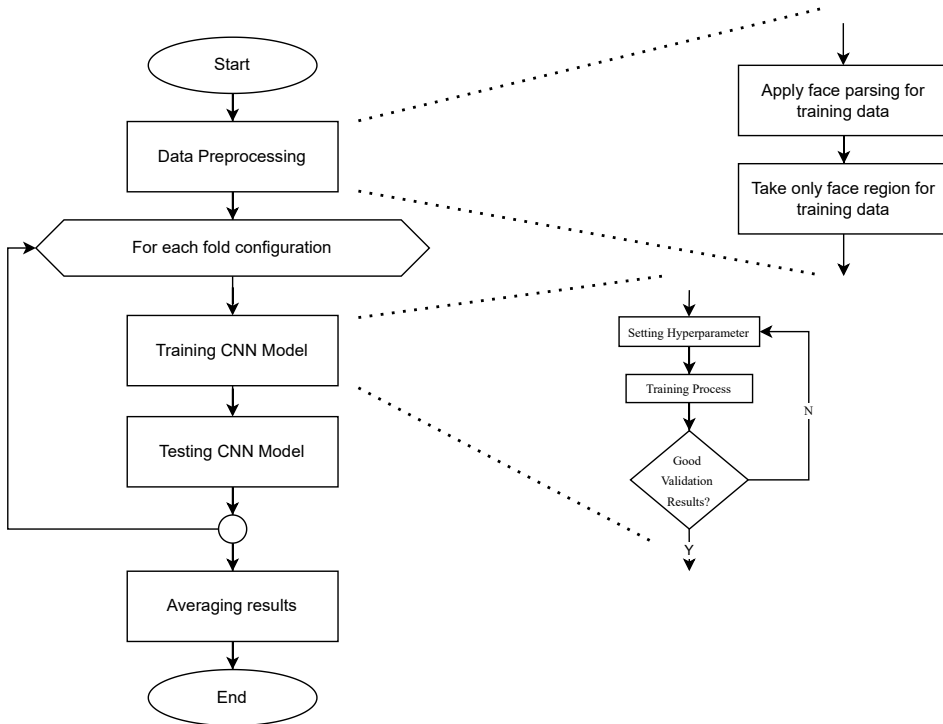 Start
Data Preprocessing
For each fold configuration
Training CNN Model
Testing CNN Model
Averaging results
End
Apply face parsing for
training data
Take only face region for
training data
Setting Hyperparameter
Training Process
Good
Validation
Results?
N
Y